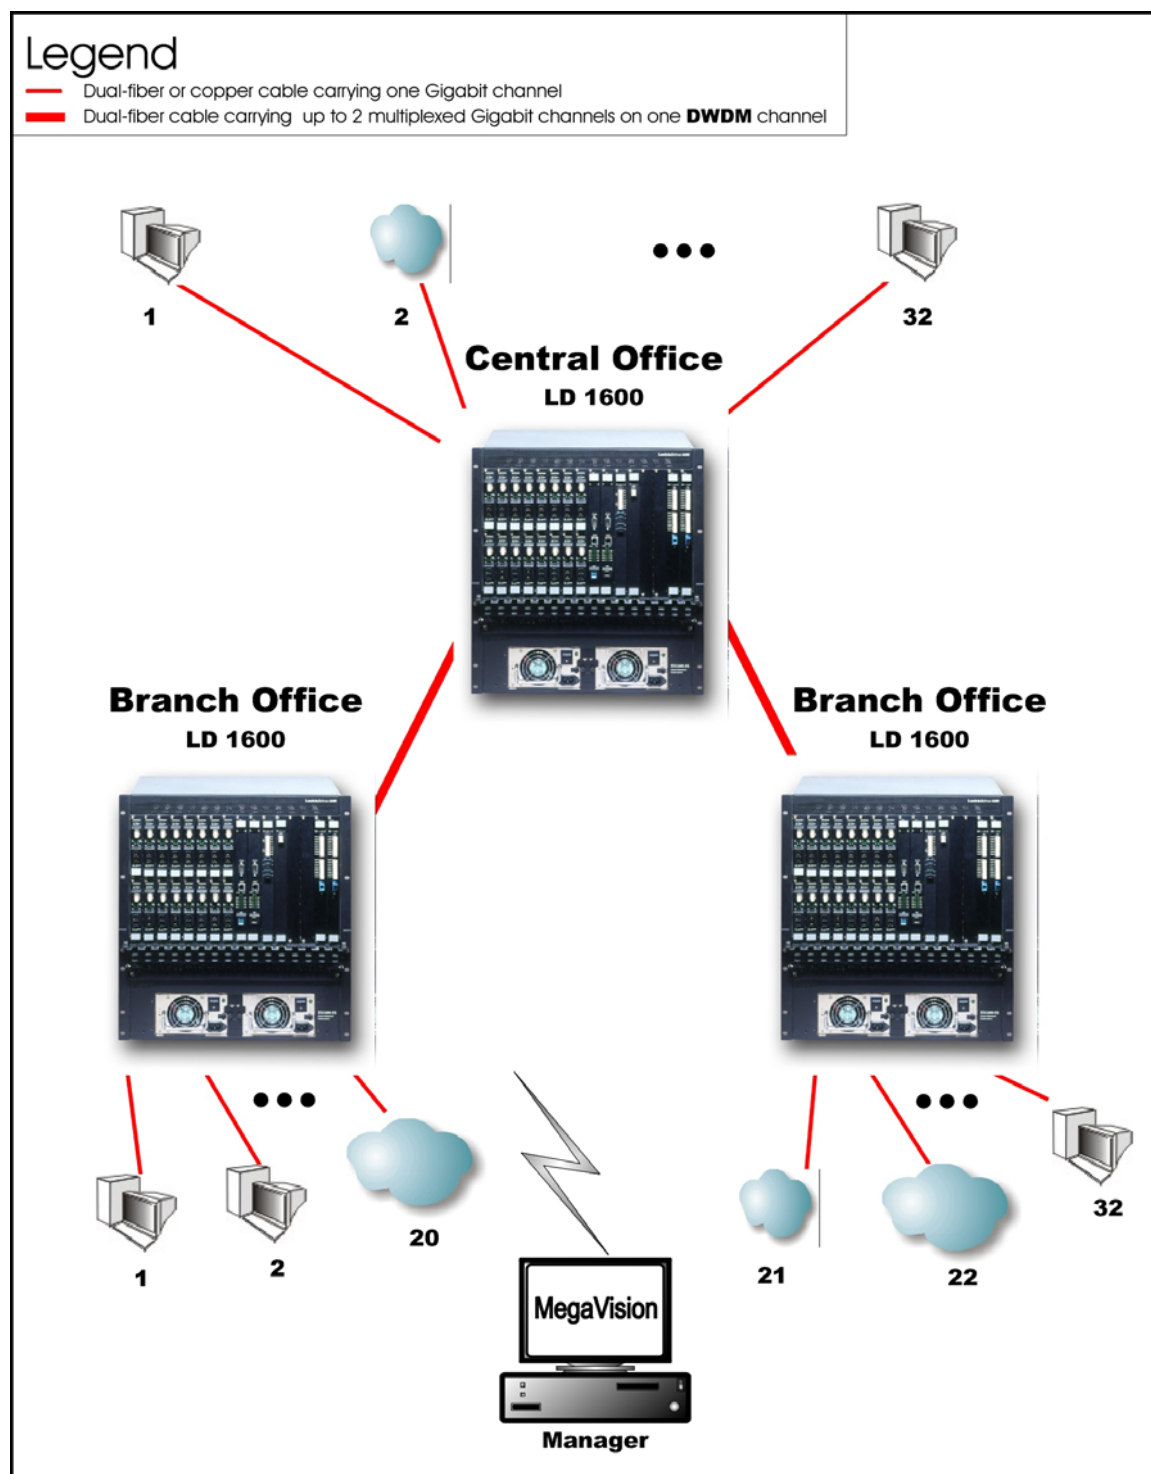 Legend
Dual-fiber or copper cable carrying one Gigabit channel
Dual-fiber cable carrying up to 2 multiplexed Gigabit channels on one DWDM channel
1
2
32
Central Office
LD 1600
Branch Office
LD 1600
Branch Office
LD 1600
1
2
20
21
22
32
MegaVision
Manager